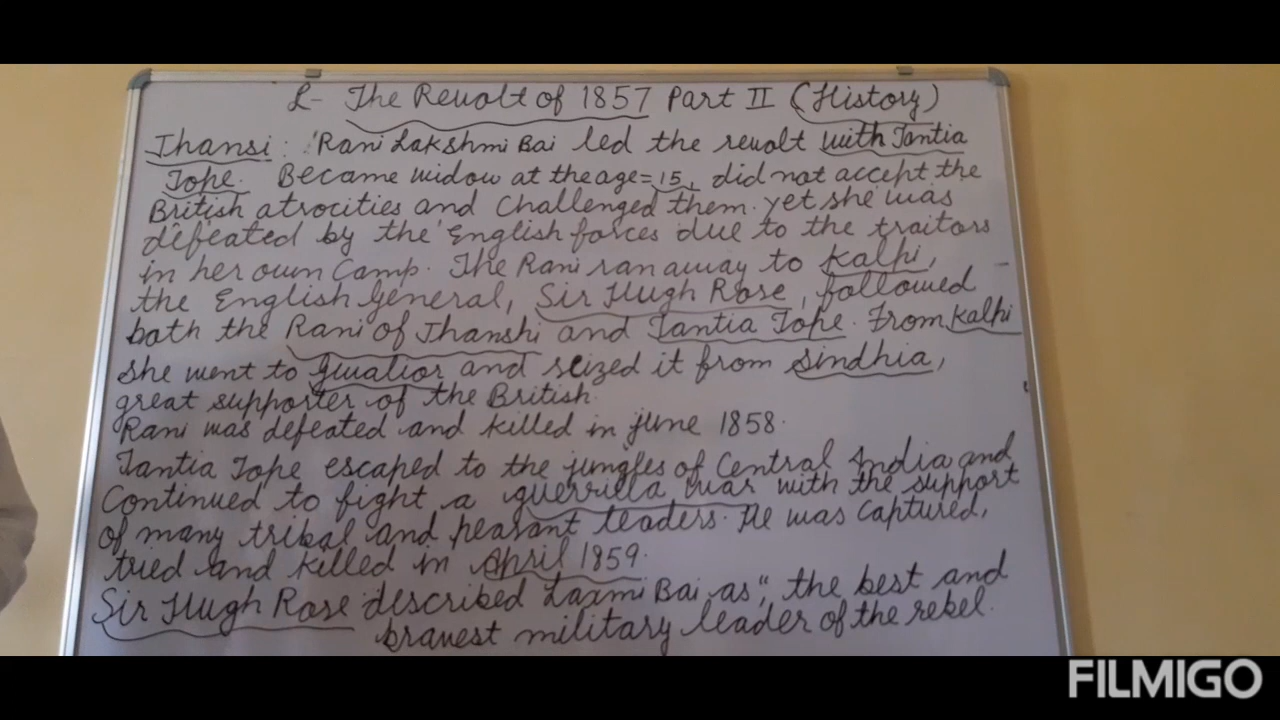 L- The Revolt of 1857 Part II (History)
Jhansi: 'Rani Lakshmi Bai led the revolt with Tantia
Tope. Became widow at the age=15, did not accept the
British atrocities and challenged them. yet she was
defeated by the English forces due to the traitors
in her own Camp. The Rani ran away to Kalpi,
the English General, Sir Hugh Rose, followed
both the Rani of Jhanshi and Tantia Tope. From Kalpi
she went to Gwalior and seized it from Sindhia,
great supporter of the British.
Rani was defeated and killed in june 1858.
Tantia Tope escaped to the jungles of Central India and
Continued to fight a guerrilla war with the support
of many tribal and peasant leaders. He was captured,
tried and killed in April 1859.
Sir Hugh Rose described Laxmi Bai as, "the best and
bravest military leader of the rebel.
FILMIGO